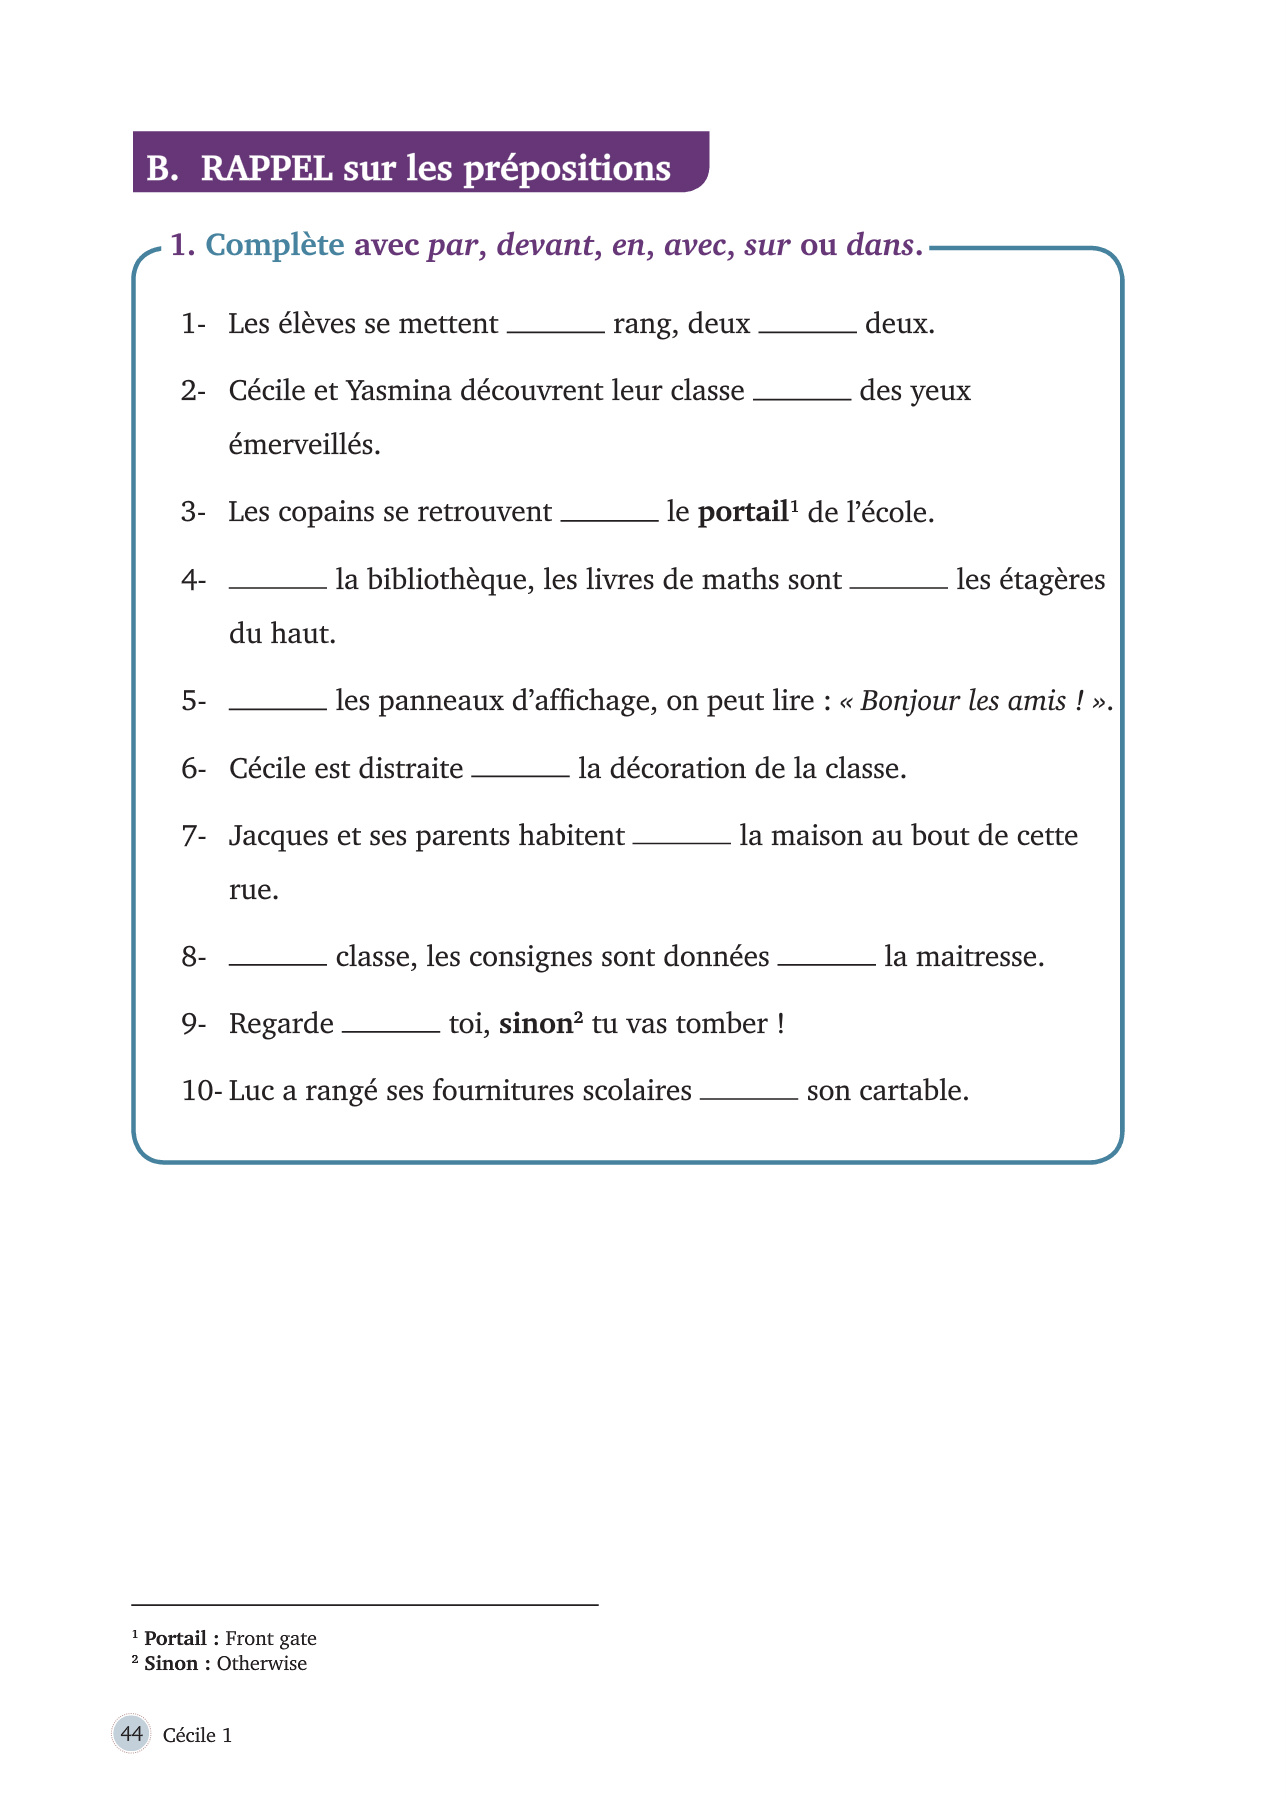 B. RAPPEL sur les prépositions
1. Complète avec par, devant, en, avec, sur ou dans.
1- Les élèves se mettent ______ rang, deux ______ deux.
2- Cécile et Yasmina découvrent leur classe ______ des yeux
émerveillés.
3- Les copains se retrouvent ______ le portail¹ de l’école.
4- ______ la bibliothèque, les livres de maths sont ______ les étagères
du haut.
5- ______ les panneaux d’affichage, on peut lire : « Bonjour les amis ! ».
6- Cécile est distraite ______ la décoration de la classe.
7- Jacques et ses parents habitent ______ la maison au bout de cette
rue.
8- ______ classe, les consignes sont données ______ la maitresse.
9- Regarde ______ toi, sinon² tu vas tomber !
10- Luc a rangé ses fournitures scolaires ______ son cartable.
¹ Portail : Front gate
² Sinon : Otherwise
44 Cécile 1